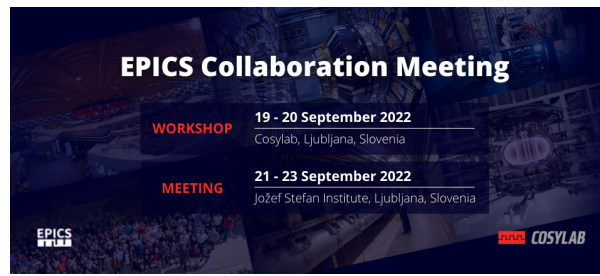 EPICS Collaboration Meeting
WORKSHOP
19 - 20 September 2022
Cosylab, Ljubljana, Slovenia
MEETING
21 - 23 September 2022
Jožef Stefan Institute, Ljubljana, Slovenia
EPICS
COSYLAB